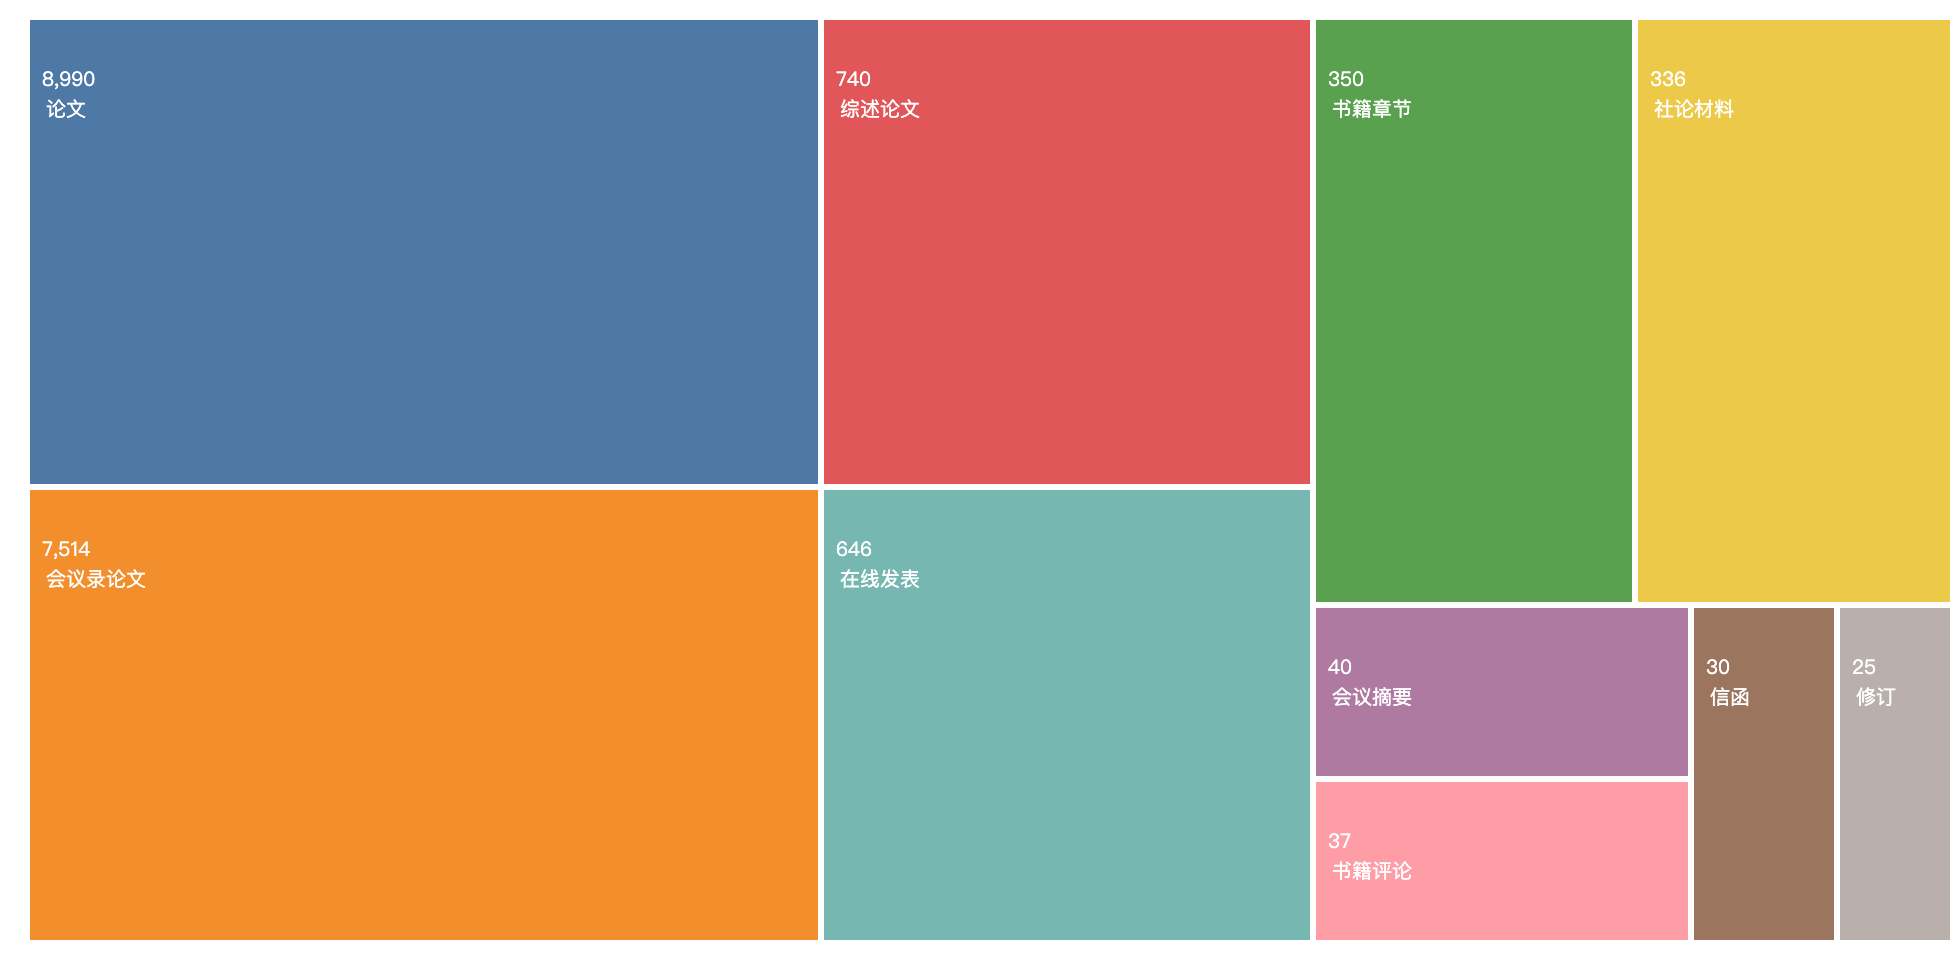 8,990
论文
740
综述论文
350
书籍章节
336
社论材料
7,514
会议录论文
646
在线发表
40
会议摘要
30
信函
25
修订
37
书籍评论